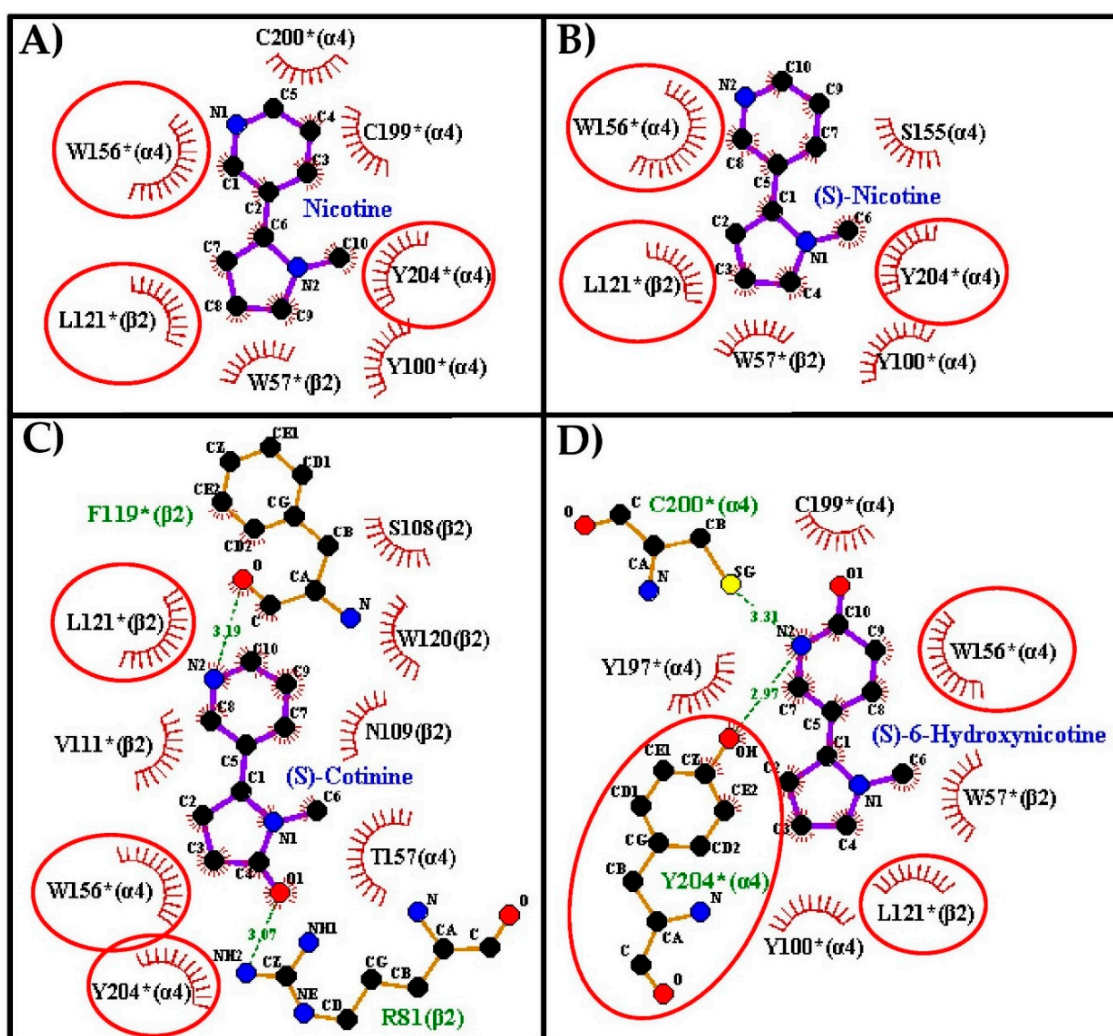 A)
C200*(α4)
C5
N1
C4
W156*(α4)
C199*(α4)
C1
C3
C2
Nicotine
C6
C7
C10
Y204*(α4)
N2
L121*(β2)
C8
C9
W57*(β2)
Y100*(α4)
B)
C10
N2
C9
W156*(α4)
S155(α4)
C7
C8
C5
C1
(S)-Nicotine
C2
C6
N1
Y204*(α4)
L121*(β2)
C3
C4
W57*(β2)
Y100*(α4)
C)
CE1
CZ
CD1
CE2
CG
F119*(β2)
CB
S108(β2)
CD2
O
CA
N
C
L121*(β2)
3.19
W120(β2)
C10
N2
C9
C8
C7
N109(β2)
V111*(β2)
C5
(S)-Cotinine
C1
C2
C6
N1
C3
T157(α4)
C4
W156*(α4)
O1
O
N
CA
C
3.07
NH1
NH2
CZ
CG
CB
Y204*(α4)
NE
CD
R81(β2)
D)
C200*(α4)
C199*(α4)
O
C
CB
CA
N
SG
O1
3.31
C10
N2
C9
W156*(α4)
Y197*(α4)
2.97
C7
C8
C5
(S)-6-Hydroxynicotine
OH
C1
C6
CE1
CZ
C2
N1
CD1
CE2
W57*(β2)
C3
C4
CG
CD2
CB
Y204*(α4)
N
L121*(β2)
CA
Y100*(α4)
C
O